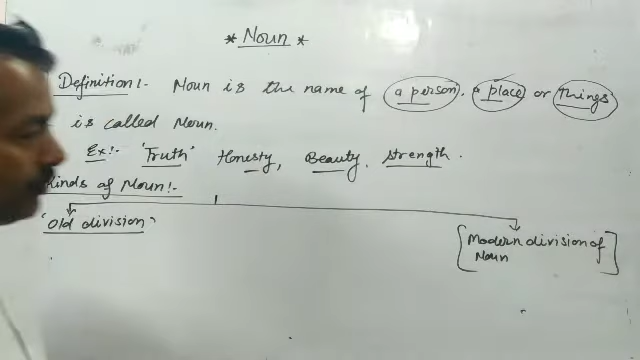 * Noun *
Definition:- Noun is the name of a person, a place or things
is called Noun.
Ex:- 'Truth' Honesty, Beauty, strength.
Kinds of Noun:-
'Old division'
[Modern division of
Noun]